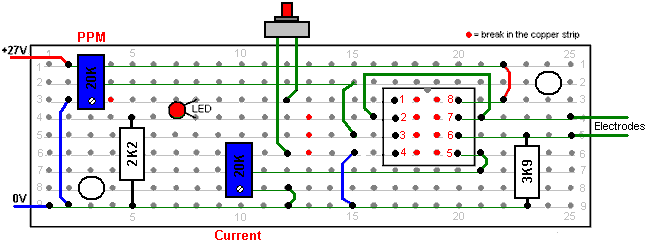 PPM
= break in the copper strip
+27V
5 10 15 20 25
1 1
2 2
20K
3 LED 1 8 3
4 2 7 4
Electrodes
5 3 6 5
2K2
6 20K 4 5 6
3K9
7 7
8 8
0V 9 9
1 5 10 15 20 25
Current